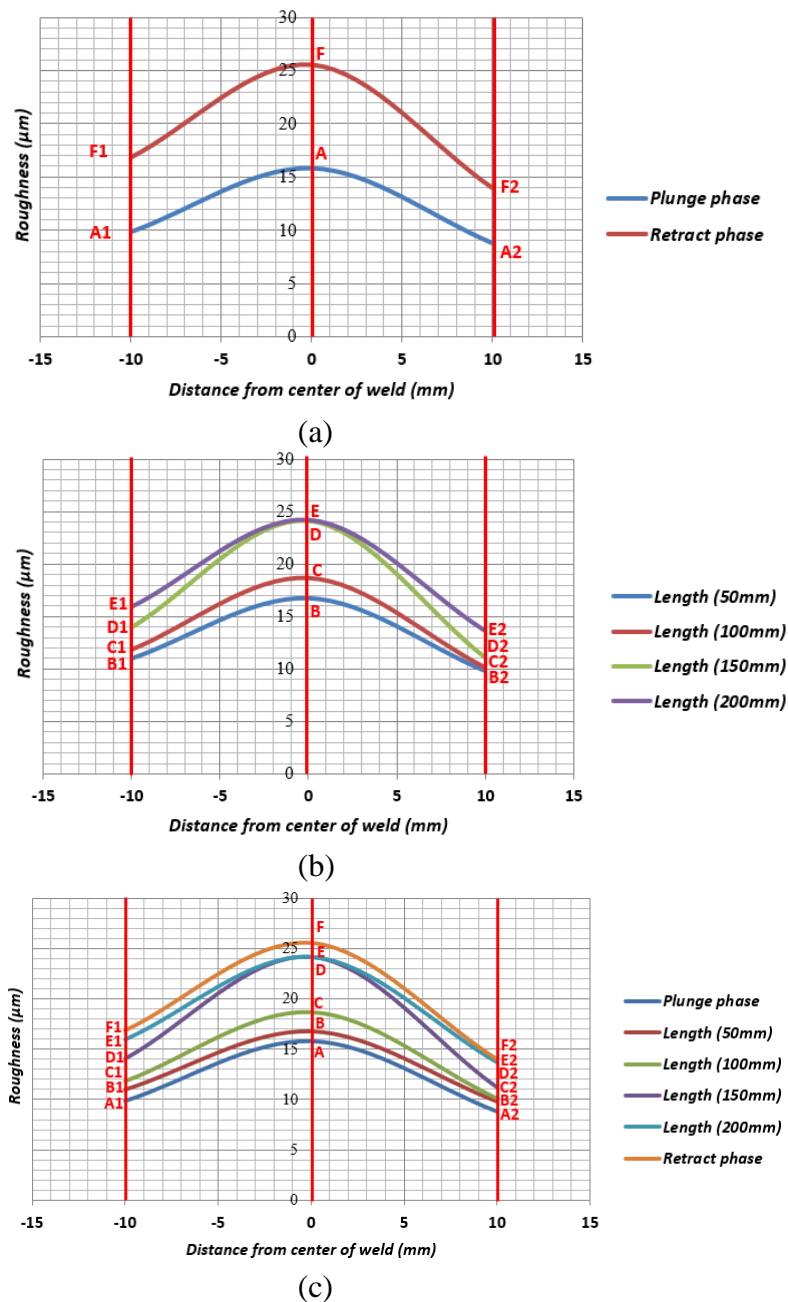 30
25
20
15
10
5
0
Roughness (µm)
F
A
F1
A1
F2
A2
-15 -10 -5 0 5 10 15
Distance from center of weld (mm)
Plunge phase
Retract phase
(a)
30
25
20
15
10
5
0
Roughness (µm)
E
D
C
B
E1
D1
C1
B1
E2
D2
C2
B2
-15 -10 -5 0 5 10 15
Distance from center of weld (mm)
Length (50mm)
Length (100mm)
Length (150mm)
Length (200mm)
(b)
30
25
20
15
10
5
0
Roughness (µm)
F
E
D
C
B
A
F1
E1
D1
C1
B1
A1
F2
E2
D2
C2
B2
A2
-15 -10 -5 0 5 10 15
Distance from center of weld (mm)
Plunge phase
Length (50mm)
Length (100mm)
Length (150mm)
Length (200mm)
Retract phase
(c)